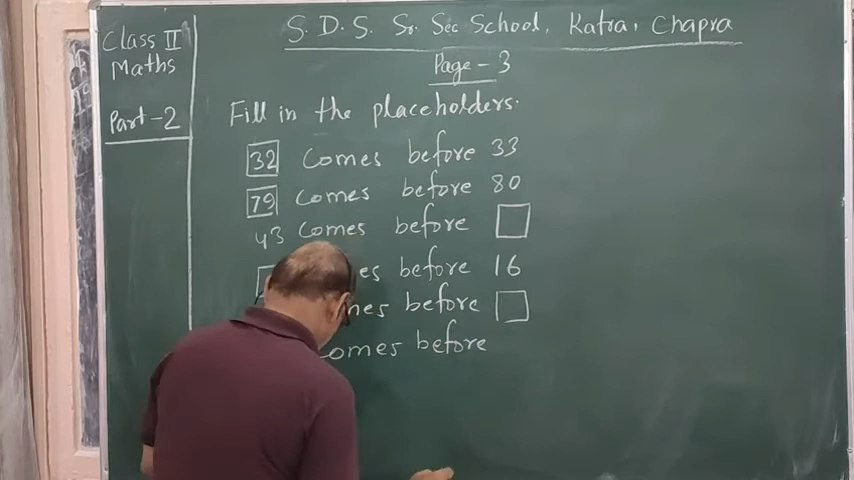 S. D. S. Sr. Sec School, Katra, Chapra
Class II
Maths
Part-2
Page-3
Fill in the placeholders.
32 comes before 33
79 comes before 80
43 comes before
es before 16
mes before
comes before